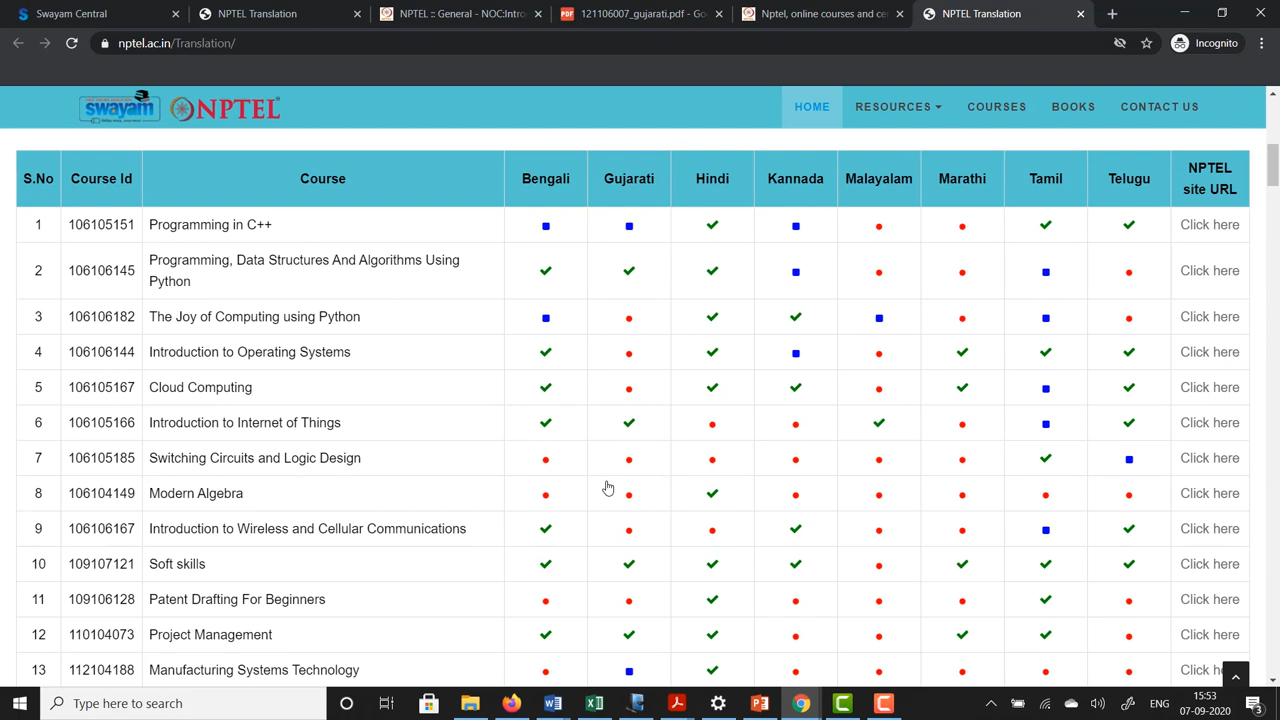 Swayam Central
NPTEL Translation
NPTEL :: General - NOC:Intro
121106007_gujarati.pdf - Go
Nptel, online courses and ce
NPTEL Translation
nptel.ac.in/Translation/
Incognito
swayam
NPTEL
HOME RESOURCES COURSES BOOKS CONTACT US
S.No Course Id Course Bengali Gujarati Hindi Kannada Malayalam Marathi Tamil Telugu NPTEL site URL
1 106105151 Programming in C++ Click here
2 106106145 Programming, Data Structures And Algorithms Using
Python Click here
3 106106182 The Joy of Computing using Python Click here
4 106106144 Introduction to Operating Systems Click here
5 106105167 Cloud Computing Click here
6 106105166 Introduction to Internet of Things Click here
7 106105185 Switching Circuits and Logic Design Click here
8 106104149 Modern Algebra Click here
9 106106167 Introduction to Wireless and Cellular Communications Click here
10 109107121 Soft skills Click here
11 109106128 Patent Drafting For Beginners Click here
12 110104073 Project Management Click here
13 112104188 Manufacturing Systems Technology Click
Type here to search
ENG
15:53
07-09-2020
3